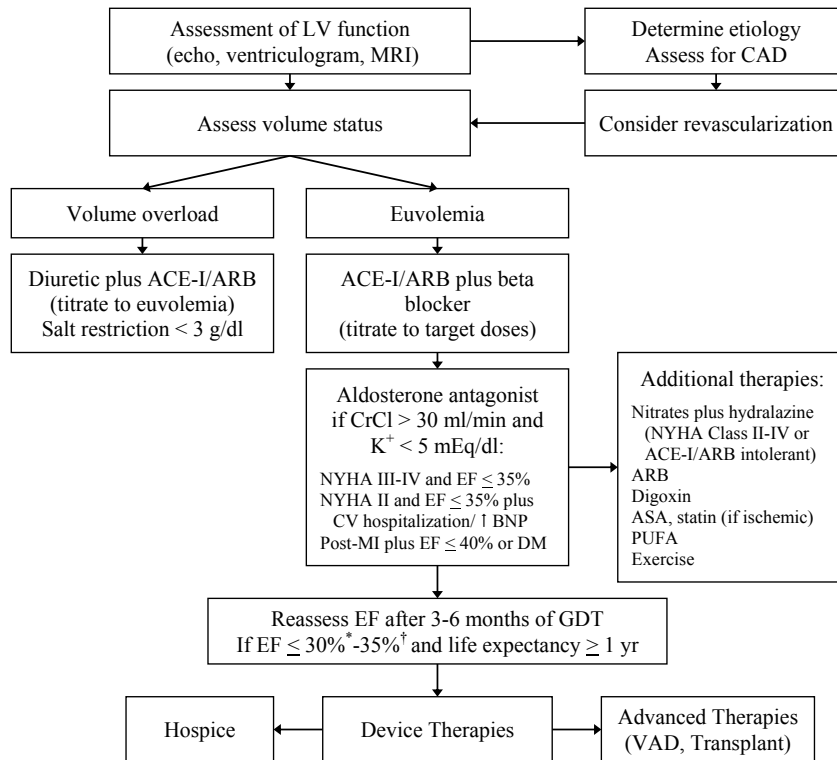 Assessment of LV function
(echo, ventriculogram, MRI)
Determine etiology
Assess for CAD
Assess volume status
Consider revascularization
Volume overload
Euvolemia
Diuretic plus ACE-I/ARB
(titrate to euvolemia)
Salt restriction < 3 g/dl
ACE-I/ARB plus beta
blocker
(titrate to target doses)
Aldosterone antagonist
if CrCl > 30 ml/min and
K⁺ < 5 mEq/dl:
NYHA III-IV and EF ≤ 35%
NYHA II and EF ≤ 35% plus
CV hospitalization/ ↑ BNP
Post-MI plus EF ≤ 40% or DM
Additional therapies:
Nitrates plus hydralazine
(NYHA Class II-IV or
ACE-I/ARB intolerant)
ARB
Digoxin
ASA, statin (if ischemic)
PUFA
Exercise
Reassess EF after 3-6 months of GDT
If EF ≤ 30%*-35%† and life expectancy ≥ 1 yr
Hospice
Device Therapies
Advanced Therapies
(VAD, Transplant)